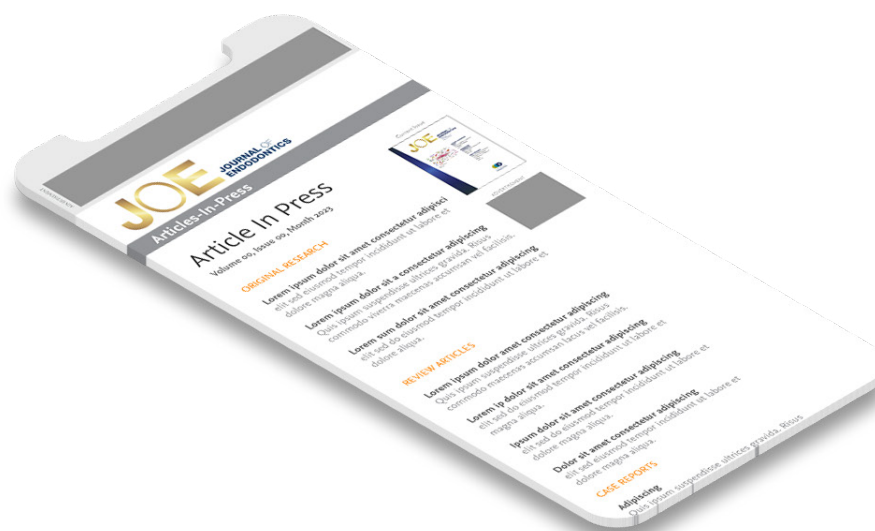 ADVERTISEMENT
JOE JOURNAL OF
ENDODONTICS
Articles-In-Press
Current Issue
JOE
ADVERTISEMENT
Article In Press
Volume 00, Issue 00, Month 2023
ORIGINAL RESEARCH
Lorem ipsum dolor sit amet consectetur adipisci
elit sed eiusmod tempor incididunt ut labore et
dolore magna aliqua.
Lorem ipsum dolor sit a consectetur adipiscing
Quis ipsum suspendisse ultrices gravida. Risus
commodo viverra maecenas accumsan vel facilisis.
Lorem sum dolor sit amet consectetur adipiscing
elit sed do eiusmod tempor incididunt ut labore et
dolore aliqua.
REVIEW ARTICLES
Lorem ipsum dolor amet consectetur adipiscing
Quis ipsum suspendisse ultrices gravida. Risus
commodo maecenas accumsan lacus vel facilisis.
Lorem ip dolor sit amet consectetur adipiscing
elit sed do eiusmod tempor incididunt ut labore et
magna aliqua.
Ipsum dolor sit amet consectetur adipiscing
elit sed do eiusmod tempor incididunt ut labore et
dolore magna aliqua.
Dolor sit amet consectetur adipiscing
elit sed eiusmod tempor incididunt ut labore et
magna aliqua.
CASE REPORTS
Adipiscing
Quis ipsum suspendisse ultrices gravida. Risus